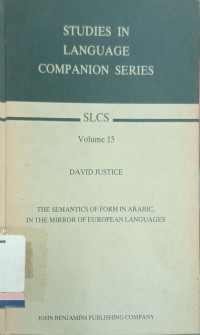 STUDIES IN
LANGUAGE
COMPANION SERIES
SLCS
Volume 15
DAVID JUSTICE
THE SEMANTICS OF FORM IN ARABIC,
IN THE MIRROR OF EUROPEAN LANGUAGES
JOHN BENJAMINS PUBLISHING COMPANY